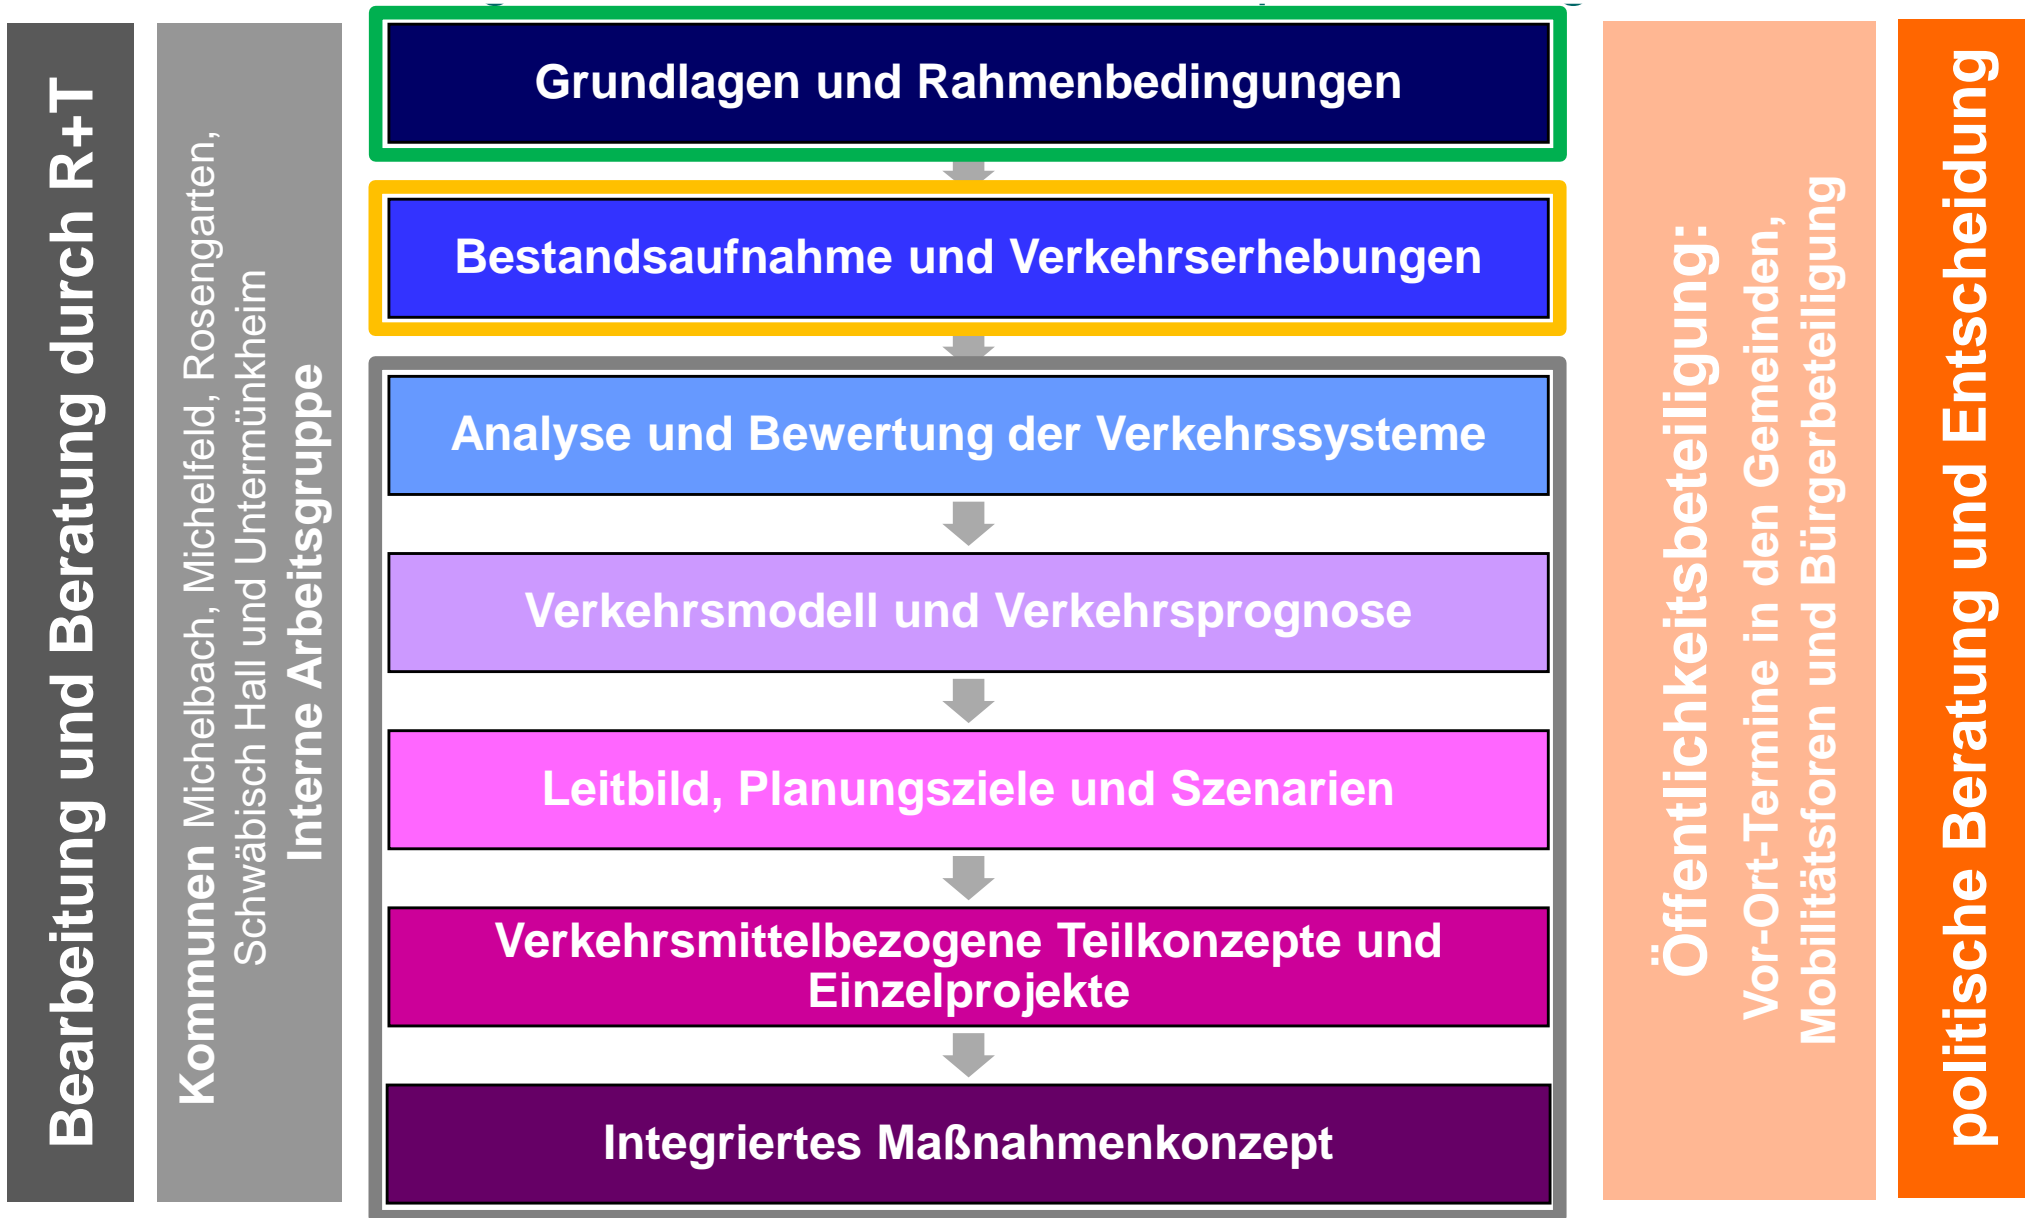 Bearbeitung und Beratung durch R+T
Kommunen Michelbach, Michelfeld, Rosengarten,
Schwäbisch Hall und Untermünkheim
Interne Arbeitsgruppe
Grundlagen und Rahmenbedingungen
Bestandsaufnahme und Verkehrserhebungen
Analyse und Bewertung der Verkehrssysteme
Verkehrsmodell und Verkehrsprognose
Leitbild, Planungsziele und Szenarien
Verkehrsmittelbezogene Teilkonzepte und
Einzelprojekte
Integriertes Maßnahmenkonzept
Öffentlichkeitsbeteiligung:
Vor-Ort-Termine in den Gemeinden,
Mobilitätsforen und Bürgerbeteiligung
politische Beratung und Entscheidung